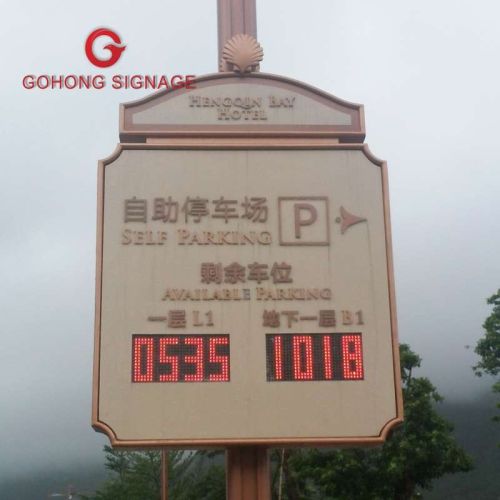 GOHONG SIGNAGE
HENGQIN BAY
HOTEL
自助停车场 P
SELF PARKING
剩余车位
AVAILABLE PARKING
一层 L1 地下一层 B1
0535 1018